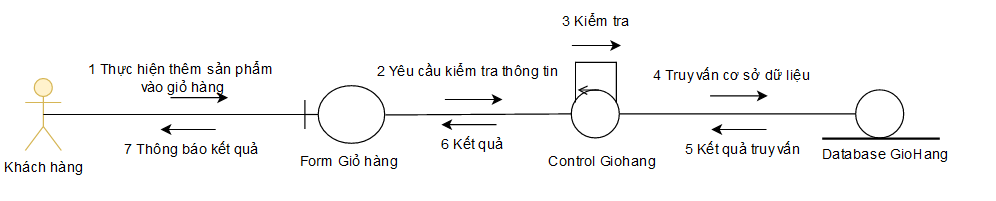 3 Kiểm tra
1 Thực hiện thêm sản phẩm
vào giỏ hàng
2 Yêu cầu kiểm tra thông tin
4 Truy vấn cơ sở dữ liệu
7 Thông báo kết quả
6 Kết quả
5 Kết quả truy vấn
Khách hàng
Form Giỏ hàng
Control Giohang
Database GioHang